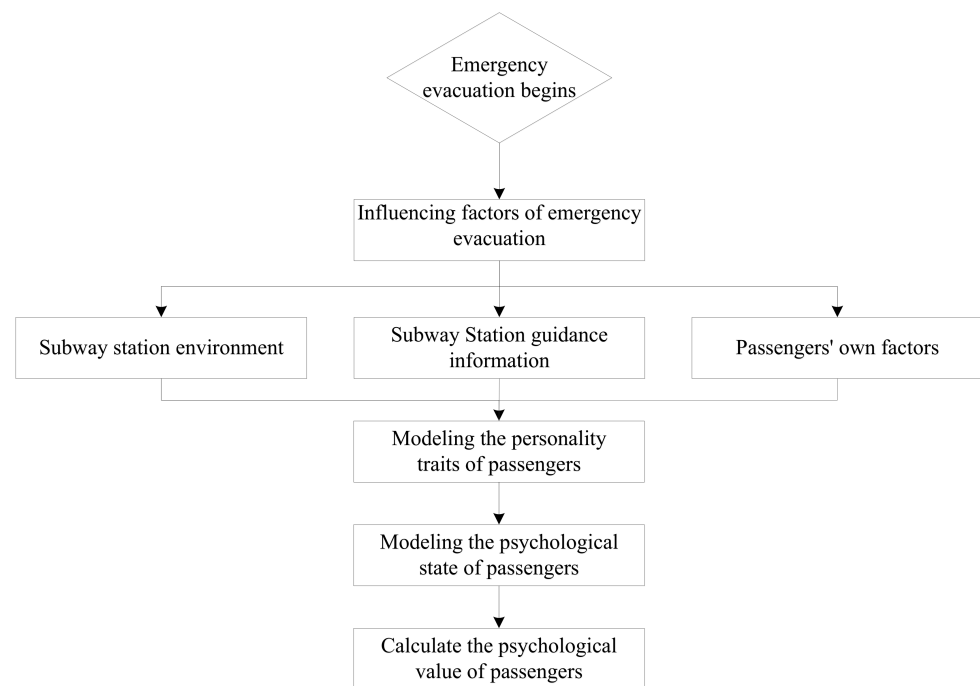 Emergency
evacuation begins
Influencing factors of emergency
evacuation
Subway station environment
Subway Station guidance
information
Passengers' own factors
Modeling the personality
traits of passengers
Modeling the psychological
state of passengers
Calculate the psychological
value of passengers